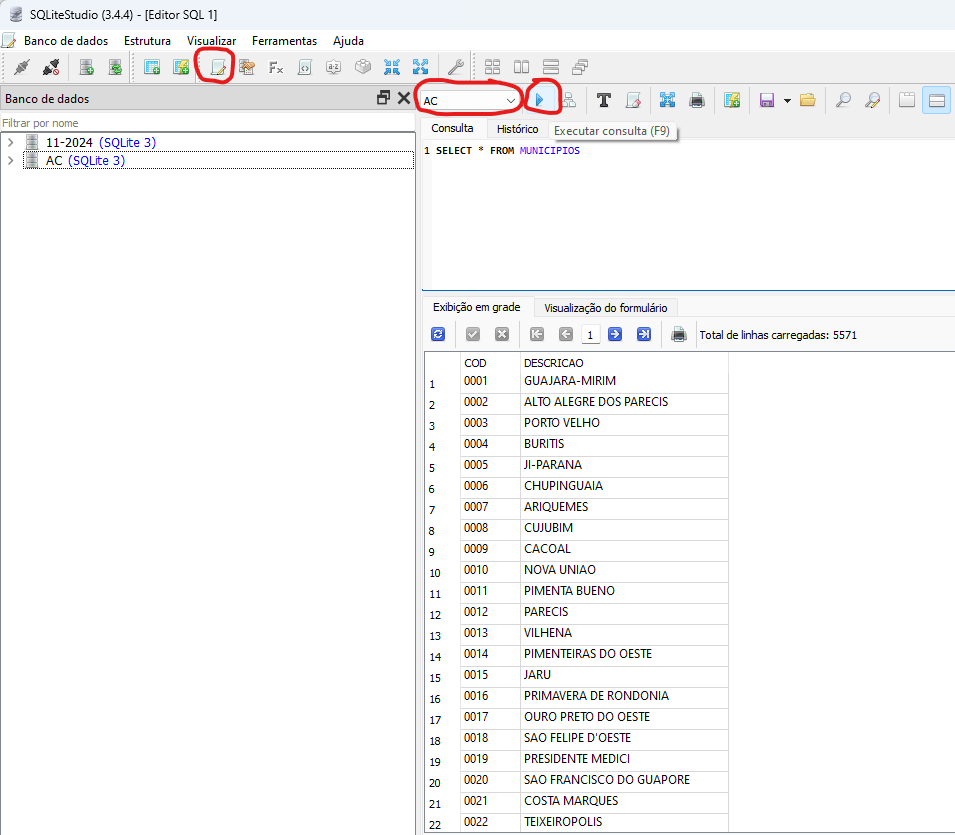 SQLiteStudio (3.4.4) - [Editor SQL 1]
Banco de dados Estrutura Visualizar Ferramentas Ajuda
Banco de dados
Filtrar por nome
11-2024 (SQLite 3)
AC (SQLite 3)
AC
Consulta Histórico
Executar consulta (F9)
1 SELECT * FROM MUNICIPIOS
Exibição em grade Visualização do formulário
1 Total de linhas carregadas: 5571
COD DESCRICAO
1 0001 GUAJARA-MIRIM
2 0002 ALTO ALEGRE DOS PARECIS
3 0003 PORTO VELHO
4 0004 BURITIS
5 0005 JI-PARANA
6 0006 CHUPINGUAIA
7 0007 ARIQUEMES
8 0008 CUJUBIM
9 0009 CACOAL
10 0010 NOVA UNIAO
11 0011 PIMENTA BUENO
12 0012 PARECIS
13 0013 VILHENA
14 0014 PIMENTEIRAS DO OESTE
15 0015 JARU
16 0016 PRIMAVERA DE RONDONIA
17 0017 OURO PRETO DO OESTE
18 0018 SAO FELIPE D'OESTE
19 0019 PRESIDENTE MEDICI
20 0020 SAO FRANCISCO DO GUAPORE
21 0021 COSTA MARQUES
22 0022 TEIXEIROPOLIS